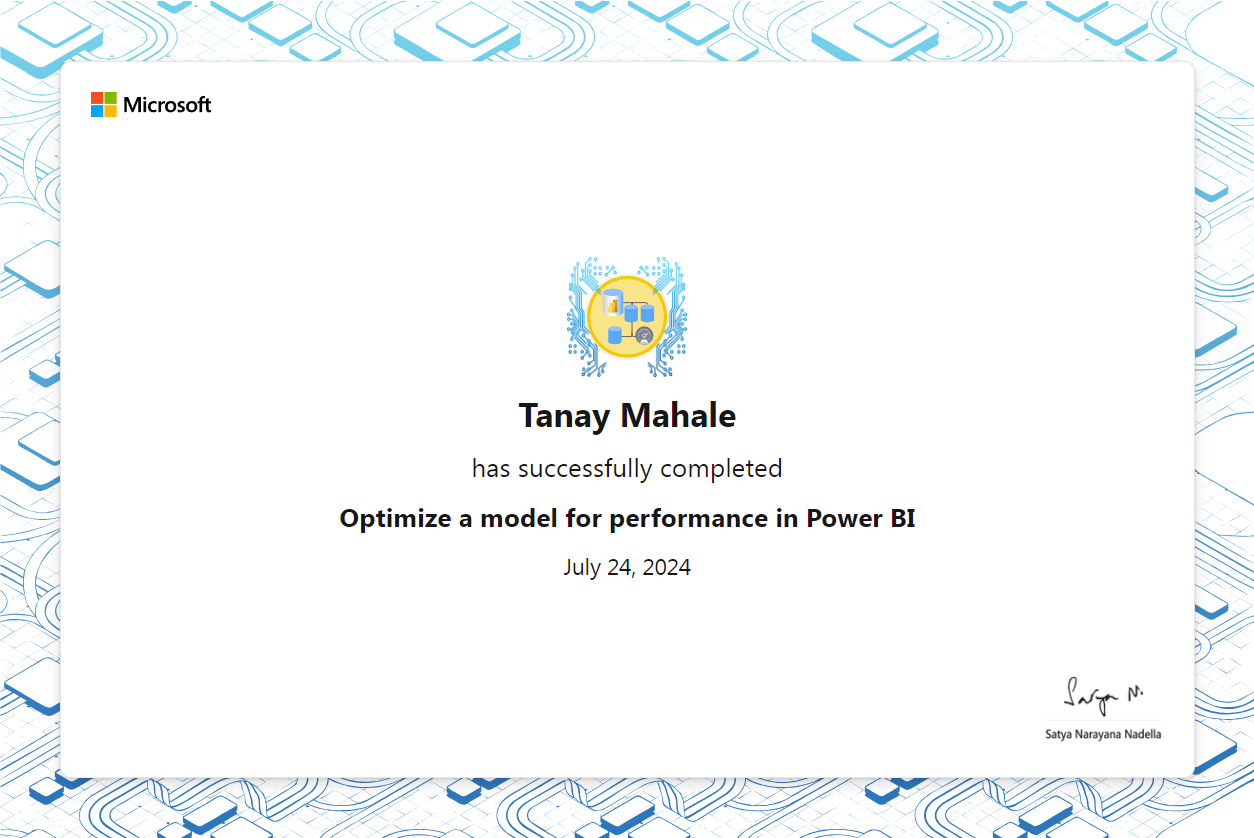 Microsoft
Tanay Mahale
has successfully completed
Optimize a model for performance in Power BI
July 24, 2024
Satya N.
Satya Narayana Nadella